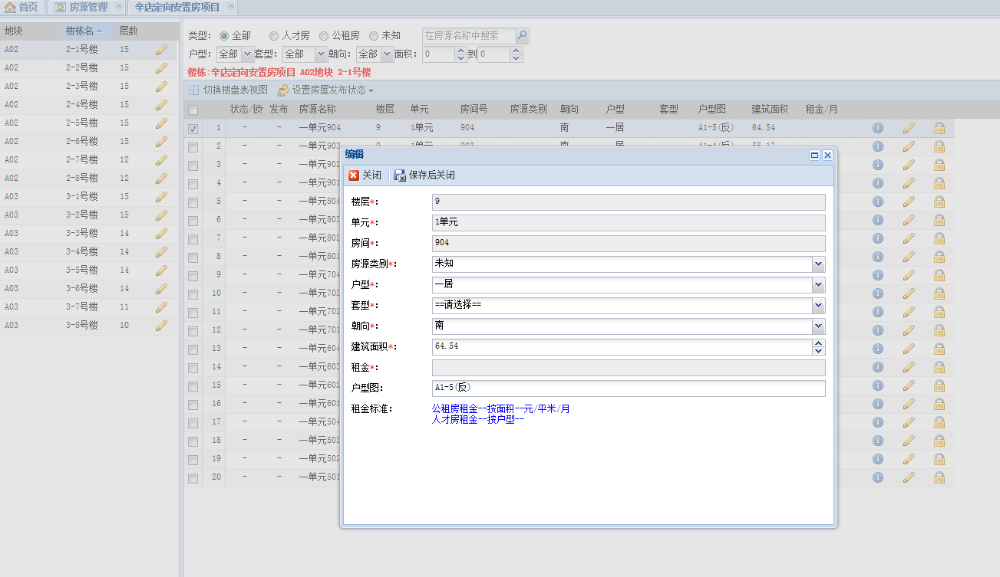 首页 房源管理 辛店定向安置房项目
地块 楼栋名 层数
A02 2-1号楼 15
A02 2-2号楼 15
A02 2-3号楼 15
A02 2-4号楼 15
A02 2-5号楼 15
A02 2-6号楼 15
A02 2-7号楼 12
A02 2-8号楼 12
A03 3-1号楼 15
A03 3-2号楼 15
A03 3-3号楼 14
A03 3-4号楼 14
A03 3-5号楼 14
A03 3-6号楼 14
A03 3-7号楼 11
A03 3-8号楼 10
类型: 全部 人才房 公租房 未知 在房源名称中搜索
户型: 全部 套型: 全部 朝向: 全部 面积: 0 到 0
楼栋:辛店定向安置房项目 A02地块 2-1号楼
切换楼盘表视图 设置房屋发布状态
状态/锁 发布 房源名称 楼层 单元 房间号 房源类别 朝向 户型 套型 户型图 建筑面积 租金/月
1 - - 一单元904 9 1单元 904 南 一居 A1-5(反) 64.54
2 - - 一单元903 9 1单元 903 南 一居
3 - - 一单元902
4 - - 一单元901
5 - - 一单元804
6 - - 一单元803
7 - - 一单元802
8 - - 一单元801
9 - - 一单元704
10 - - 一单元703
11 - - 一单元702
12 - - 一单元701
13 - - 一单元604
14 - - 一单元603
15 - - 一单元602
16 - - 一单元601
17 - - 一单元504
18 - - 一单元503
19 - - 一单元502
20 - - 一单元501
编辑
关闭 保存后关闭
楼层*: 9
单元*: 1单元
房间*: 904
房源类别*: 未知
户型*: 一居
套型*: ==请选择==
朝向*: 南
建筑面积*: 64.54
租金*:
户型图: A1-5(反)
租金标准: 公租房租金--按面积--元/平米/月
人才房租金--按户型--